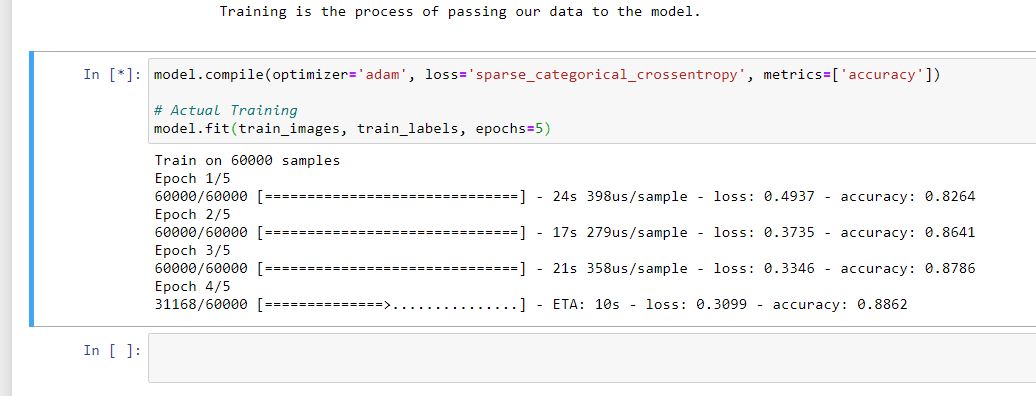 Training is the process of passing our data to the model.
In [*]: model.compile(optimizer='adam', loss='sparse_categorical_crossentropy', metrics=['accuracy'])
# Actual Training
model.fit(train_images, train_labels, epochs=5)
Train on 60000 samples
Epoch 1/5
60000/60000 [==============================] - 24s 398us/sample - loss: 0.4937 - accuracy: 0.8264
Epoch 2/5
60000/60000 [==============================] - 17s 279us/sample - loss: 0.3735 - accuracy: 0.8641
Epoch 3/5
60000/60000 [==============================] - 21s 358us/sample - loss: 0.3346 - accuracy: 0.8786
Epoch 4/5
31168/60000 [==============>...............] - ETA: 10s - loss: 0.3099 - accuracy: 0.8862
In [ ]: